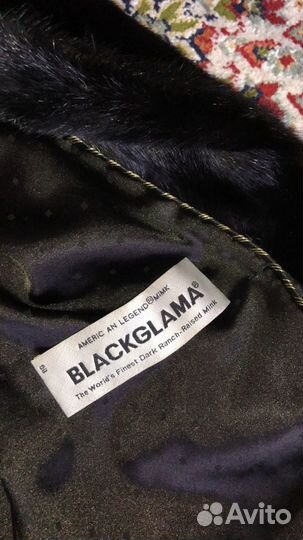 AMERICAN LEGEND® MINK
BLACKGLAMA®
The World's Finest Dark Ranch-Raised Mink
Avito